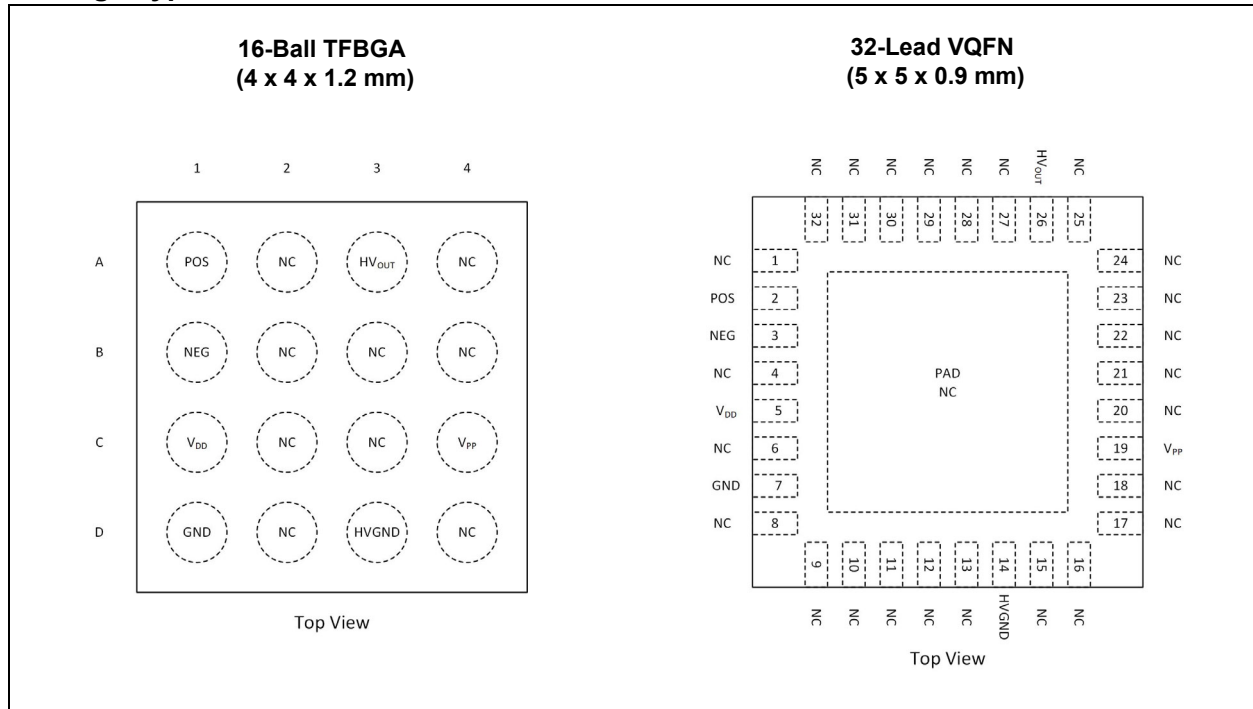 16-Ball TFBGA
(4 x 4 x 1.2 mm)
1 2 3 4
A POS NC HVOUT NC
B NEG NC NC NC
C VDD NC NC VPP
D GND NC HVGND NC
Top View
32-Lead VQFN
(5 x 5 x 0.9 mm)
NC NC NC NC NC NC HVOUT NC
32 31 30 29 28 27 26 25
NC 1 24 NC
POS 2 23 NC
NEG 3 22 NC
NC 4 21 NC
PAD
NC
VDD 5 20 NC
NC 6 19 VPP
GND 7 18 NC
NC 8 17 NC
9 10 11 12 13 14 15 16
NC NC NC NC NC HVGND NC NC
Top View